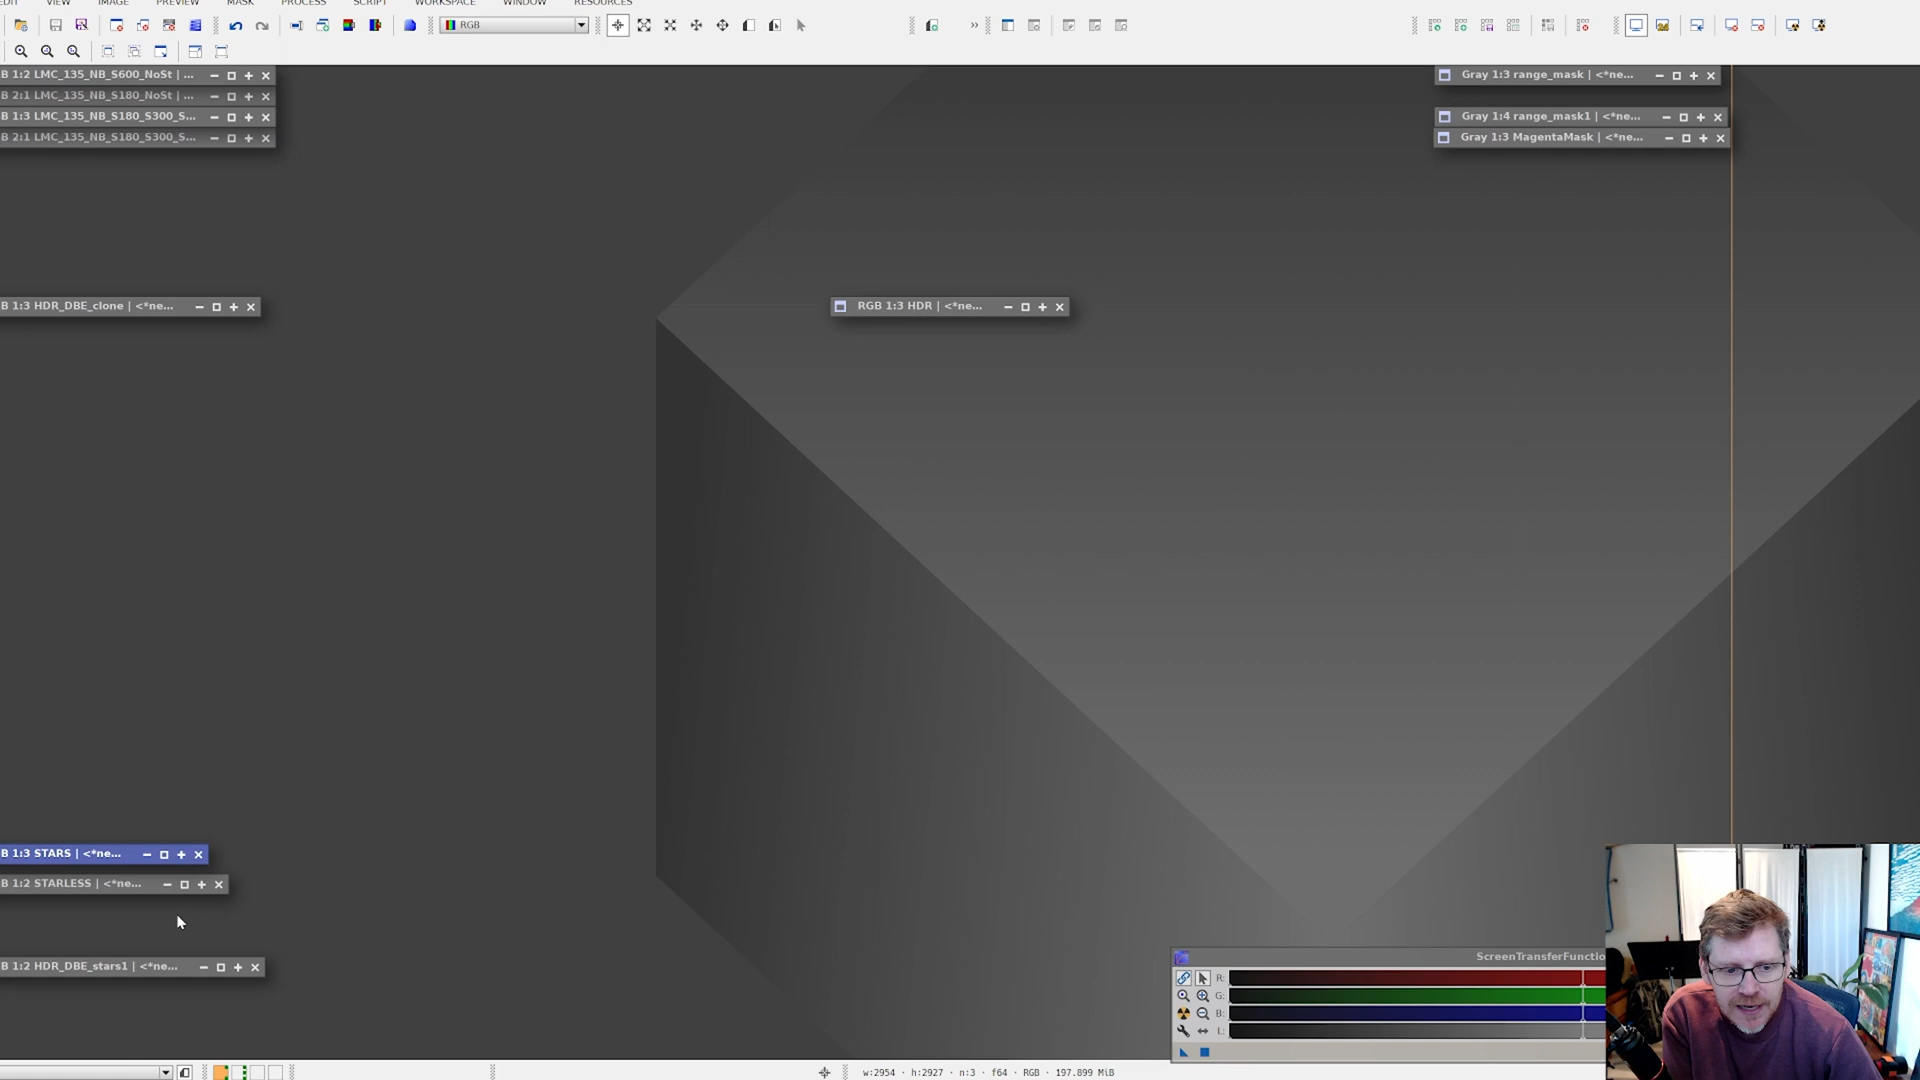 EDIT VIEW IMAGE PREVIEW MASK PROCESS SCRIPT WORKSPACE WINDOW RESOURCES
RGB
B 1:2 LMC_135_NB_S600_NoSt | ...
B 2:1 LMC_135_NB_S180_NoSt | ...
B 1:3 LMC_135_NB_S180_S300_S...
B 2:1 LMC_135_NB_S180_S300_S...
Gray 1:3 range_mask | <*ne...
Gray 1:4 range_mask1 | <*ne...
Gray 1:3 MagentaMask | <*ne...
B 1:3 HDR_DBE_clone | <*ne...
RGB 1:3 HDR | <*ne...
B 1:3 STARS | <*ne...
B 1:2 STARLESS | <*ne...
B 1:2 HDR_DBE_stars1 | <*ne...
ScreenTransferFunctio
R:
G:
B:
L:
w:2954 · h:2927 · n:3 · f64 · RGB · 197.899 MiB